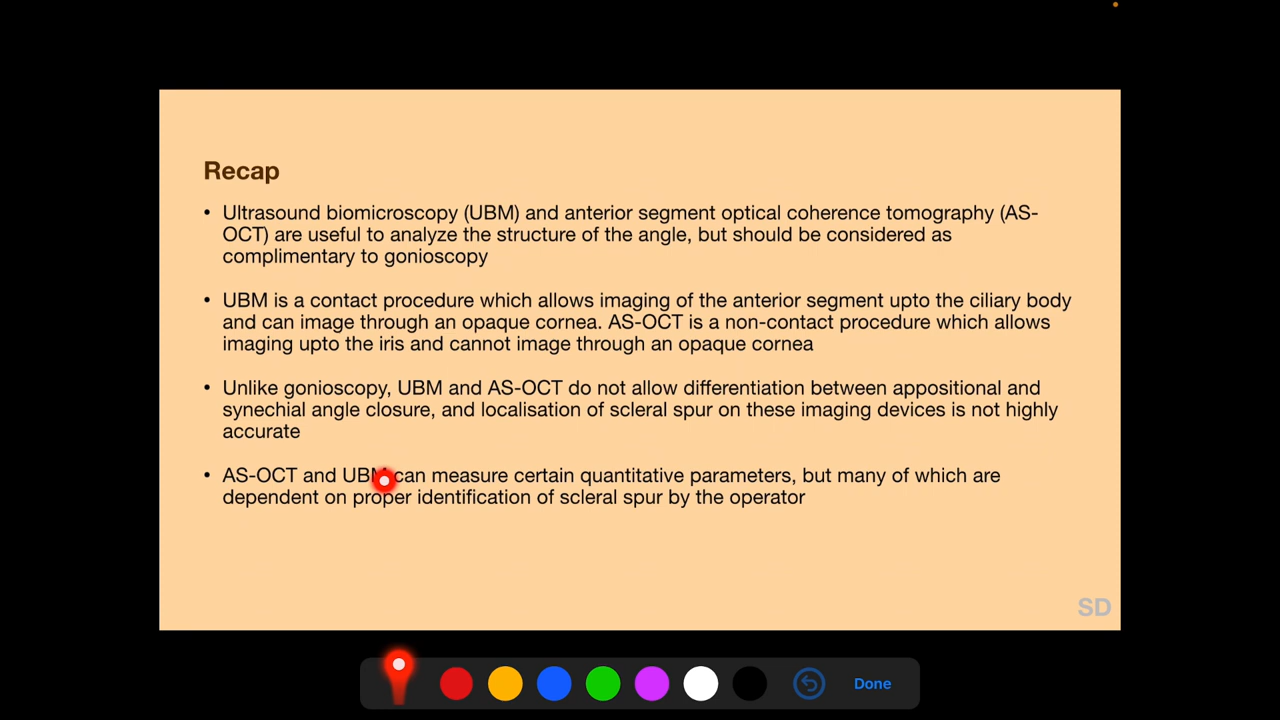 Recap
• Ultrasound biomicroscopy (UBM) and anterior segment optical coherence tomography (AS-
OCT) are useful to analyze the structure of the angle, but should be considered as
complimentary to gonioscopy
• UBM is a contact procedure which allows imaging of the anterior segment upto the ciliary body
and can image through an opaque cornea. AS-OCT is a non-contact procedure which allows
imaging upto the iris and cannot image through an opaque cornea
• Unlike gonioscopy, UBM and AS-OCT do not allow differentiation between appositional and
synechial angle closure, and localisation of scleral spur on these imaging devices is not highly
accurate
• AS-OCT and UBM can measure certain quantitative parameters, but many of which are
dependent on proper identification of scleral spur by the operator
SD
Done